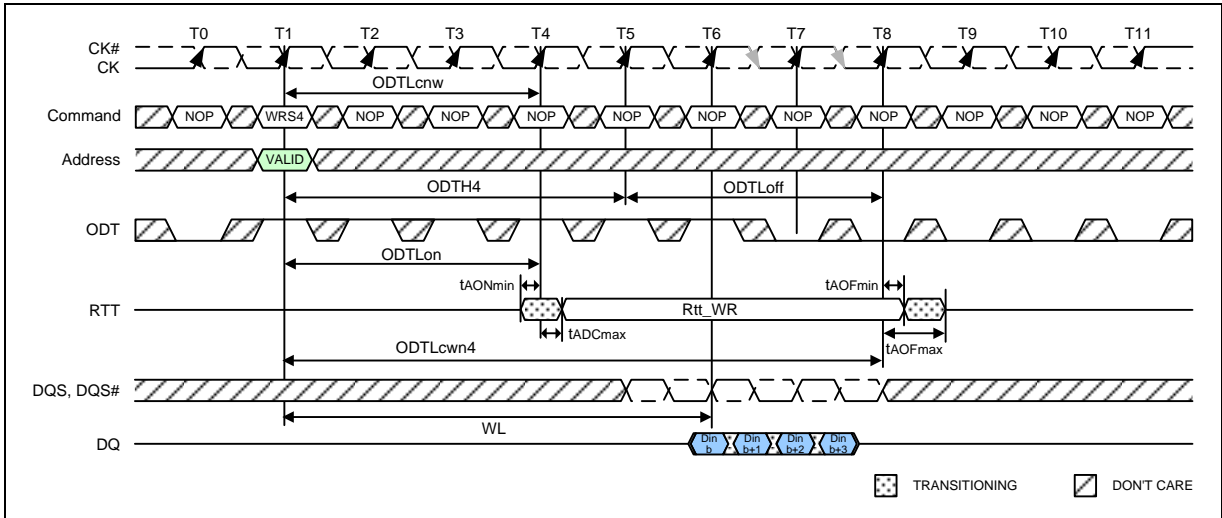 T0 T1 T2 T3 T4 T5 T6 T7 T8 T9 T10 T11
CK#
CK
ODTLcnw
Command NOP WRS4 NOP NOP NOP NOP NOP NOP NOP NOP NOP NOP
Address VALID
ODTH4 ODTLoff
ODT
ODTLon
tAONmin tAOFmin
RTT Rtt_WR
tADCmax tAOFmax
ODTLcwn4
DQS, DQS#
WL
DQ Din b Din b+1 Din b+2 Din b+3
TRANSITIONING DON'T CARE